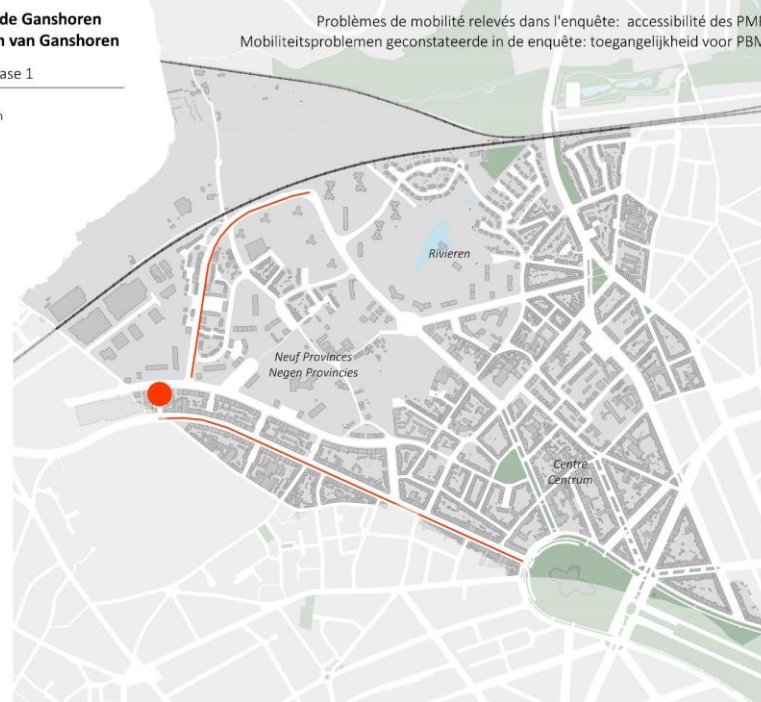 de Ganshoren
n van Ganshoren
ase 1
n
Problèmes de mobilité relevés dans l'enquête: accessibilité des PMR
Mobiliteitsproblemen geconstateerde in de enquête: toegangelijkheid voor PBM
Rivieren
Neuf Provinces
Negen Provincies
Centre
Centrum